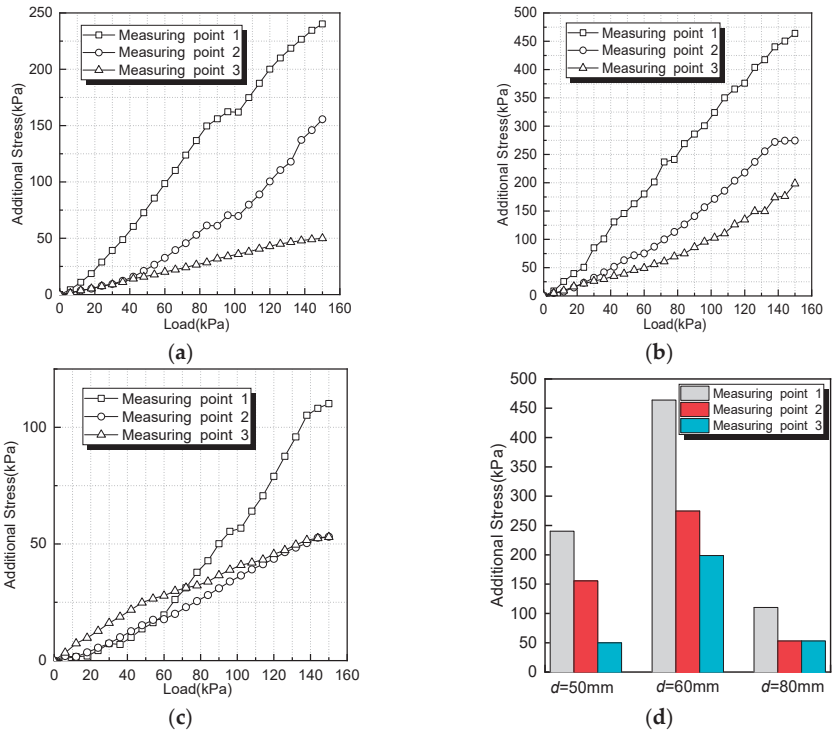 Measuring point 1
Measuring point 2
Measuring point 3
Additional Stress(kPa)
250
200
150
100
50
0
0 20 40 60 80 100 120 140 160
Load(kPa)
(a)
Measuring point 1
Measuring point 2
Measuring point 3
Additional Stress(kPa)
500
450
400
350
300
250
200
150
100
50
0
0 20 40 60 80 100 120 140 160
Load(kPa)
(b)
Measuring point 1
Measuring point 2
Measuring point 3
Additional Stress(kPa)
100
50
0
0 20 40 60 80 100 120 140 160
Load(kPa)
(c)
Measuring point 1
Measuring point 2
Measuring point 3
Additional Stress(kPa)
500
450
400
350
300
250
200
150
100
50
0
d=50mm d=60mm d=80mm
(d)